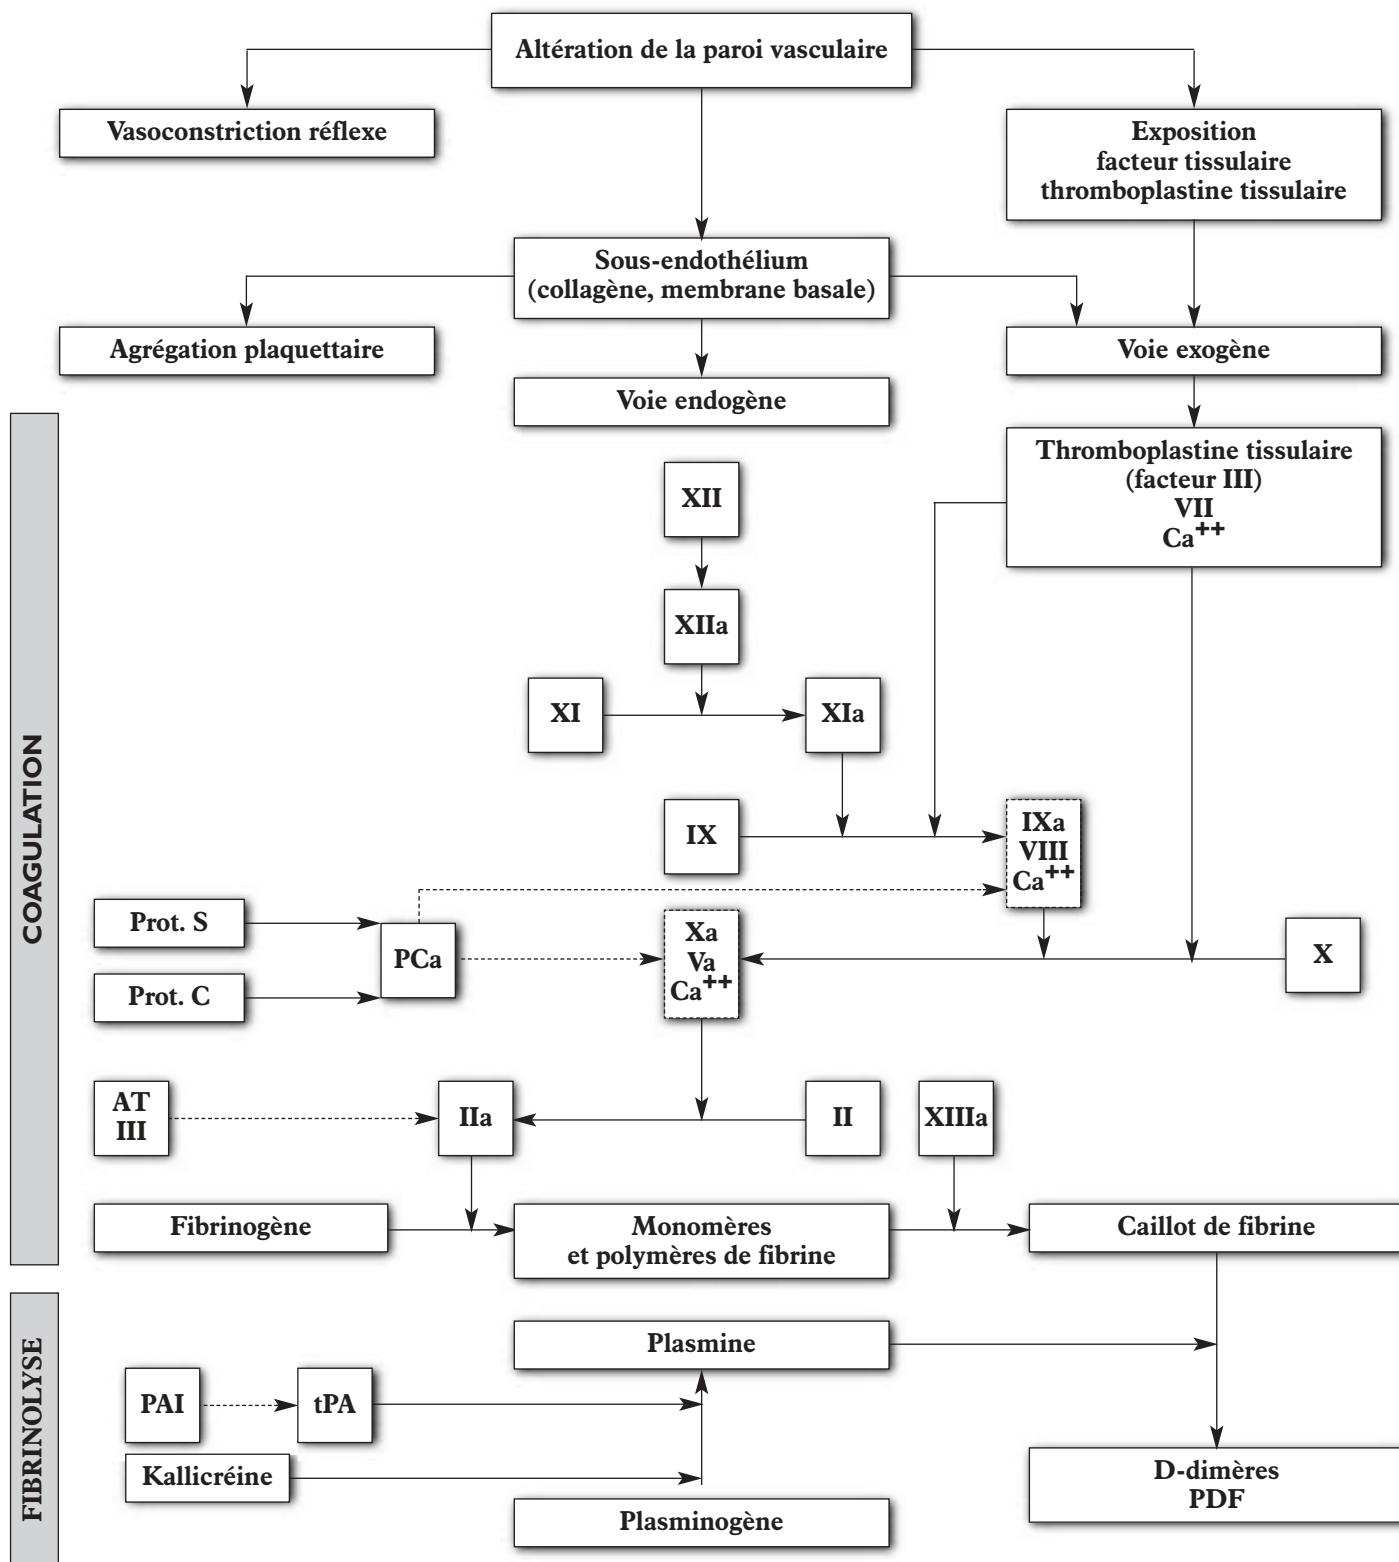 Altération de la paroi vasculaire
Vasoconstriction réflexe
Exposition
facteur tissulaire
thromboplastine tissulaire
Sous-endothélium
(collagène, membrane basale)
Agrégation plaquettaire
Voie exogène
Voie endogène
COAGULATION
Thromboplastine tissulaire
(facteur III)
VII
Ca++
XII
XIIa
XI
XIa
IX
IXa
VIII
Ca++
Prot. S
PCa
Prot. C
Xa
Va
Ca++
X
AT
III
IIa
II
XIIIa
Fibrinogène
Monomères
et polymères de fibrine
Caillot de fibrine
FIBRINOLYSE
Plasmine
PAI
tPA
Kallicréine
Plasminogène
D-dimères
PDF